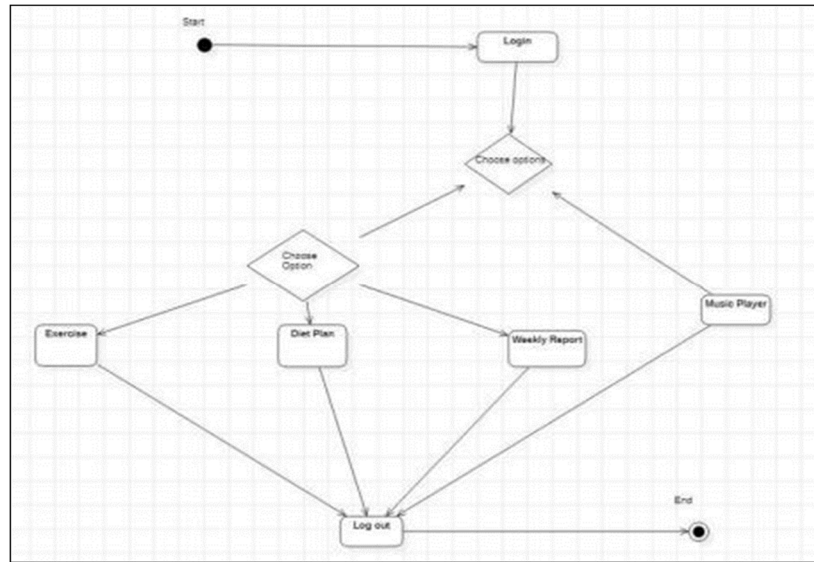 Start
Login
Choose options
Choose
Option
Music Player
Exercise
Diet Plan
Weekly Report
End
Log out